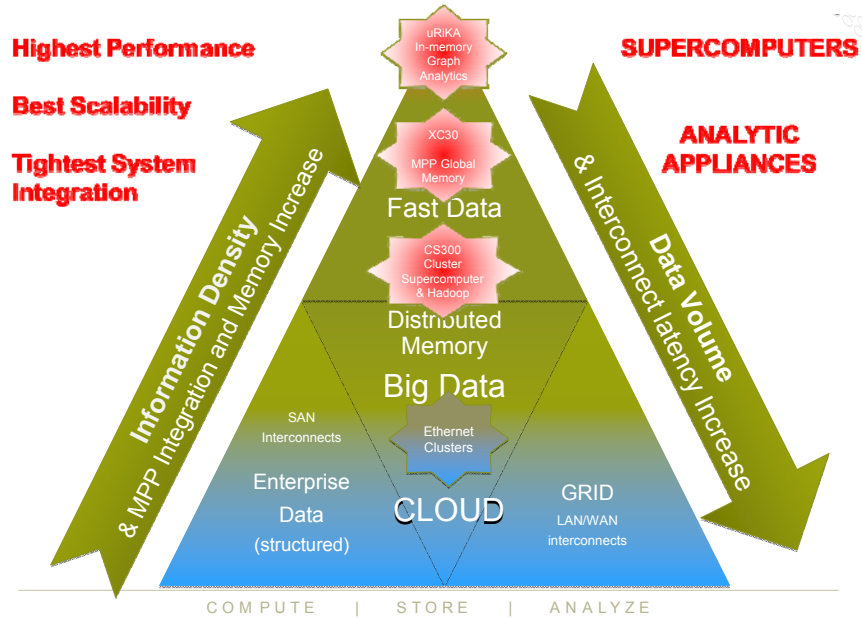 Highest Performance
Best Scalability
Tightest System
Integration
SUPERCOMPUTERS
ANALYTIC
APPLIANCES
Information Density
& MPP Integration and Memory Increase
Data Volume
& Interconnect latency Increase
uRiKA
In-memory
Graph
Analytics
XC30
MPP Global
Memory
Fast Data
CS300
Cluster
Supercomputer
& Hadoop
Distributed
Memory
Big Data
SAN
Interconnects
Ethernet
Clusters
Enterprise
Data
(structured)
CLOUD
GRID
LAN/WAN
interconnects
COMPUTE | STORE | ANALYZE